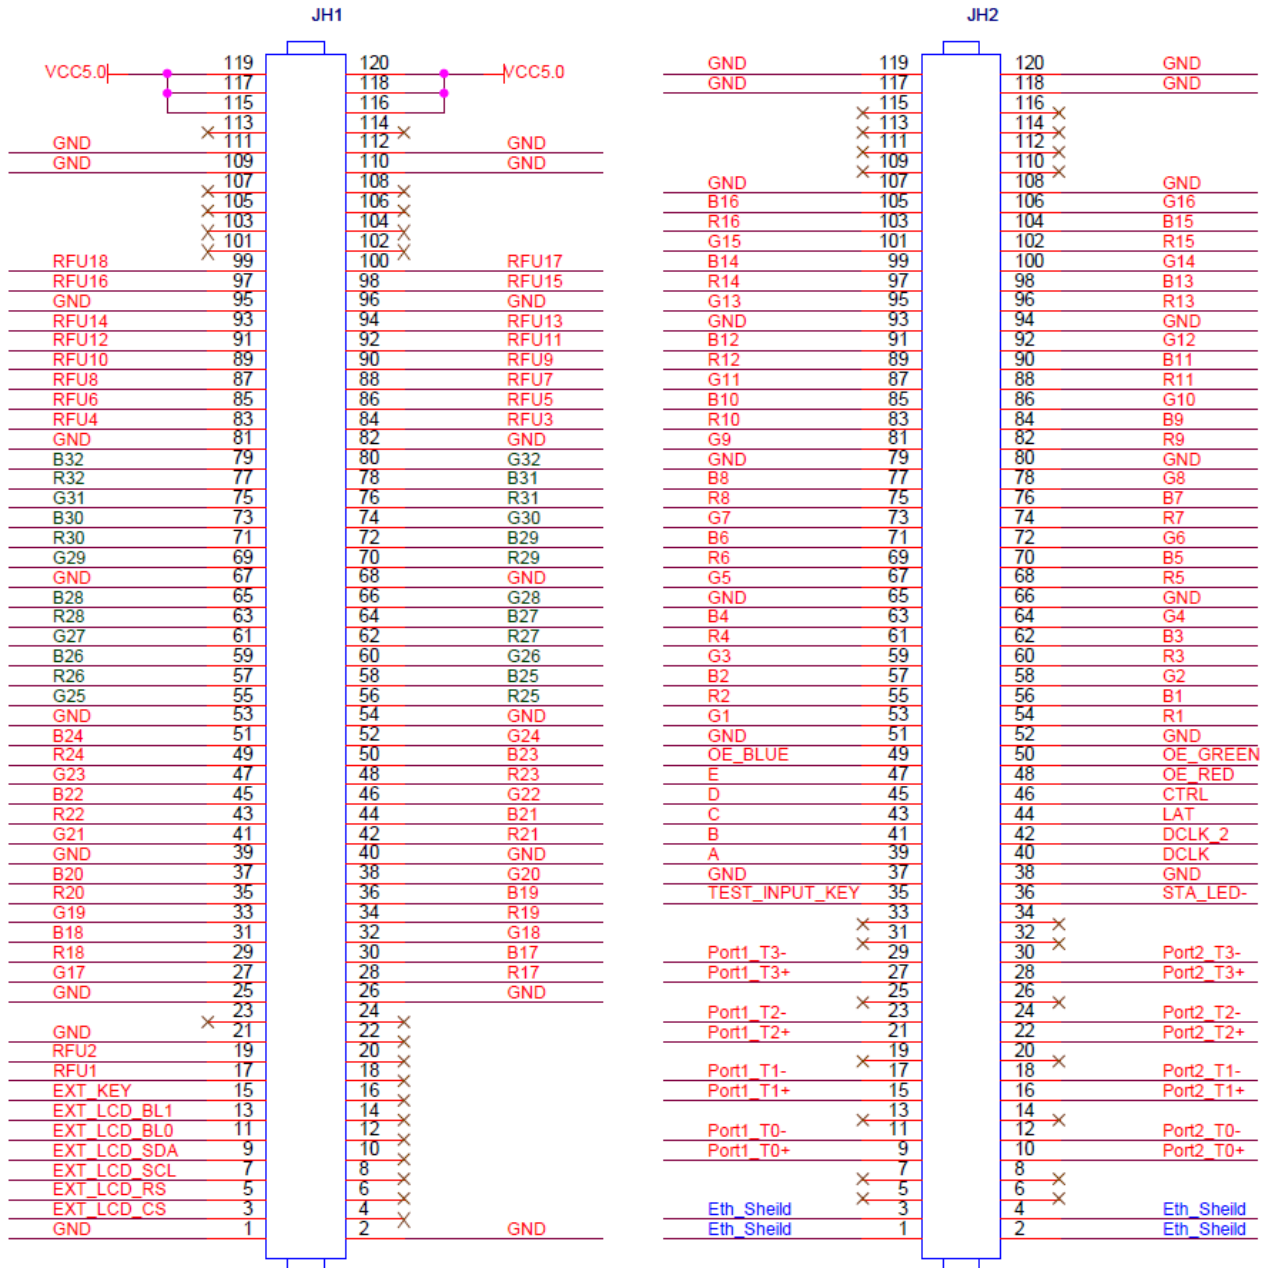 JH1 JH2
VCC5.0 119 120 VCC5.0 GND 119 120 GND
117 118 GND 117 118 GND
115 116 115 116
113 114 113 114
GND 111 112 GND 111 112
GND 109 110 GND 109 110
107 108 GND 107 108 GND
105 106 B16 105 106 G16
103 104 R16 103 104 B15
101 102 G15 101 102 R15
RFU18 99 100 RFU17 B14 99 100 G14
RFU16 97 98 RFU15 R14 97 98 B13
GND 95 96 GND G13 95 96 R13
RFU14 93 94 RFU13 GND 93 94 GND
RFU12 91 92 RFU11 B12 91 92 G12
RFU10 89 90 RFU9 R12 89 90 B11
RFU8 87 88 RFU7 G11 87 88 R11
RFU6 85 86 RFU5 B10 85 86 G10
RFU4 83 84 RFU3 R10 83 84 B9
GND 81 82 GND G9 81 82 R9
B32 79 80 G32 GND 79 80 GND
R32 77 78 B31 B8 77 78 G8
G31 75 76 R31 R8 75 76 B7
B30 73 74 G30 G7 73 74 R7
R30 71 72 B29 B6 71 72 G6
G29 69 70 R29 R6 69 70 B5
GND 67 68 GND G5 67 68 R5
B28 65 66 G28 GND 65 66 GND
R28 63 64 B27 B4 63 64 G4
G27 61 62 R27 R4 61 62 B3
B26 59 60 G26 G3 59 60 R3
R26 57 58 B25 B2 57 58 G2
G25 55 56 R25 R2 55 56 B1
GND 53 54 GND G1 53 54 R1
B24 51 52 G24 GND 51 52 GND
R24 49 50 B23 OE_BLUE 49 50 OE_GREEN
G23 47 48 R23 E 47 48 OE_RED
B22 45 46 G22 D 45 46 CTRL
R22 43 44 B21 C 43 44 LAT
G21 41 42 R21 B 41 42 DCLK_2
GND 39 40 GND A 39 40 DCLK
B20 37 38 G20 GND 37 38 GND
R20 35 36 B19 TEST_INPUT_KEY 35 36 STA_LED-
G19 33 34 R19 33 34
B18 31 32 G18 31 32
R18 29 30 B17 Port1_T3- 29 30 Port2_T3-
G17 27 28 R17 Port1_T3+ 27 28 Port2_T3+
GND 25 26 GND 25 26
23 24 Port1_T2- 23 24 Port2_T2-
GND 21 22 Port1_T2+ 21 22 Port2_T2+
RFU2 19 20 19 20
RFU1 17 18 Port1_T1- 17 18 Port2_T1-
EXT_KEY 15 16 Port1_T1+ 15 16 Port2_T1+
EXT_LCD_BL1 13 14 13 14
EXT_LCD_BL0 11 12 Port1_T0- 11 12 Port2_T0-
EXT_LCD_SDA 9 10 Port1_T0+ 9 10 Port2_T0+
EXT_LCD_SCL 7 8 7 8
EXT_LCD_RS 5 6 5 6
EXT_LCD_CS 3 4 Eth_Sheild 3 4 Eth_Sheild
GND 1 2 GND Eth_Sheild 1 2 Eth_Sheild